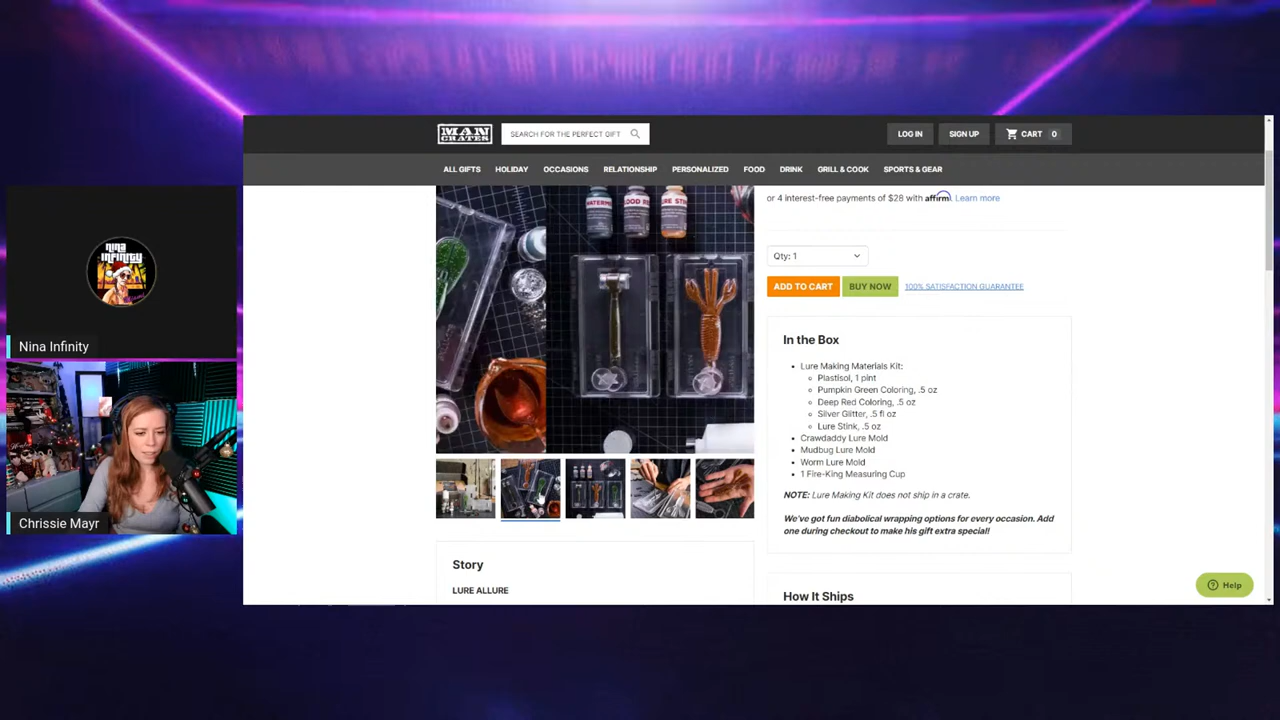 MAN
CRATES
SEARCH FOR THE PERFECT GIFT
LOG IN
SIGN UP
CART 0
ALL GIFTS
HOLIDAY
OCCASIONS
RELATIONSHIP
PERSONALIZED
FOOD
DRINK
GRILL & COOK
SPORTS & GEAR
or 4 interest-free payments of $28 with affirm. Learn more
Qty: 1
ADD TO CART
BUY NOW
100% SATISFACTION GUARANTEE
In the Box
Lure Making Materials Kit:
Plastisol, 1 pint
Pumpkin Green Coloring, .5 oz
Deep Red Coloring, .5 oz
Silver Glitter, .5 fl oz
Lure Stink, .5 oz
Crawdaddy Lure Mold
Mudbug Lure Mold
Worm Lure Mold
1 Fire-King Measuring Cup
NOTE: Lure Making Kit does not ship in a crate.
We've got fun diabolical wrapping options for every occasion. Add
one during checkout to make his gift extra special!
Story
LURE ALLURE
How It Ships
Help
nina
infinity
Nina Infinity
Chrissie Mayr